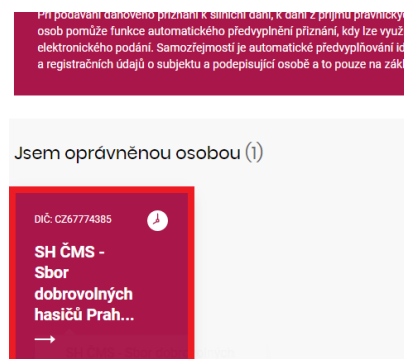 Při podávání daňového přiznání k silniční dani, k dani z příjmů právnických
osob pomůže funkce automatického předvyplnění přiznání, kdy lze využí
elektronického podání. Samozřejmostí je automatické předvyplňování id
a registračních údajů o subjektu a podepisující osobě a to pouze na zákl
Jsem oprávněnou osobou (1)
DIČ: CZ67774385
SH ČMS -
Sbor
dobrovolných
hasičů Prah...
→